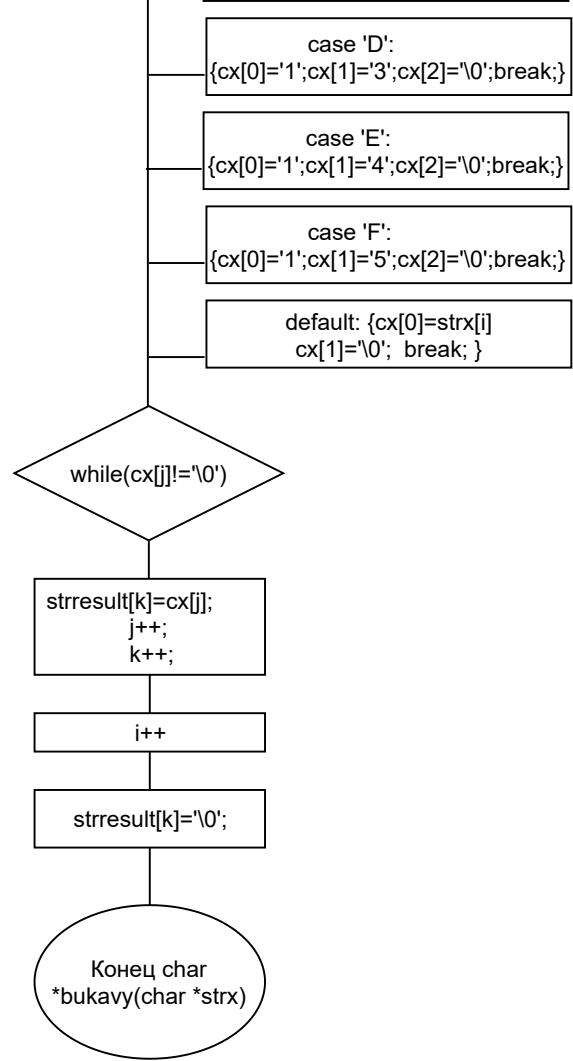 case 'D':
{cx[0]='1';cx[1]='3';cx[2]='\0';break;}
case 'E':
{cx[0]='1';cx[1]='4';cx[2]='\0';break;}
case 'F':
{cx[0]='1';cx[1]='5';cx[2]='\0';break;}
default: {cx[0]=strx[i]
cx[1]='\0'; break; }
while(cx[j]!='\0')
strresult[k]=cx[j];
j++;
k++;
i++
strresult[k]='\0';
Конец char
*bukavy(char *strx)